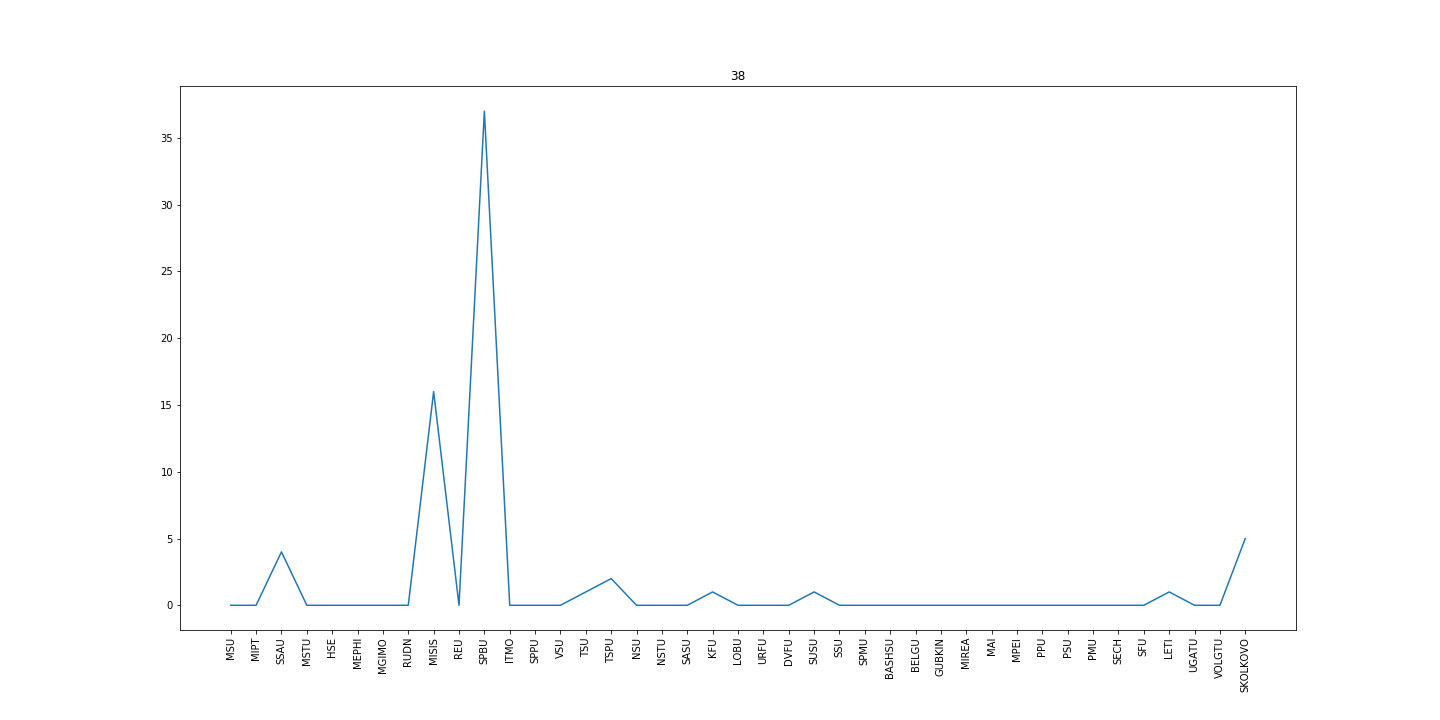 38
35
30
25
20
15
10
5
0
MSU
MIPT
SSAU
MSTU
HSE
MEPHI
MGIMO
RUDN
MISIS
REU
SPBU
ITMO
SPPU
VSU
TSU
TSPU
NSU
NSTU
SASU
KFU
LOBU
URFU
DVFU
SUSU
SSU
SPMU
BASHSU
BELGU
GUBKIN
MIREA
MAI
MPEI
PPU
PSU
PMU
SECH
SFU
LETI
UGATU
VOLGTU
SKOLKOVO